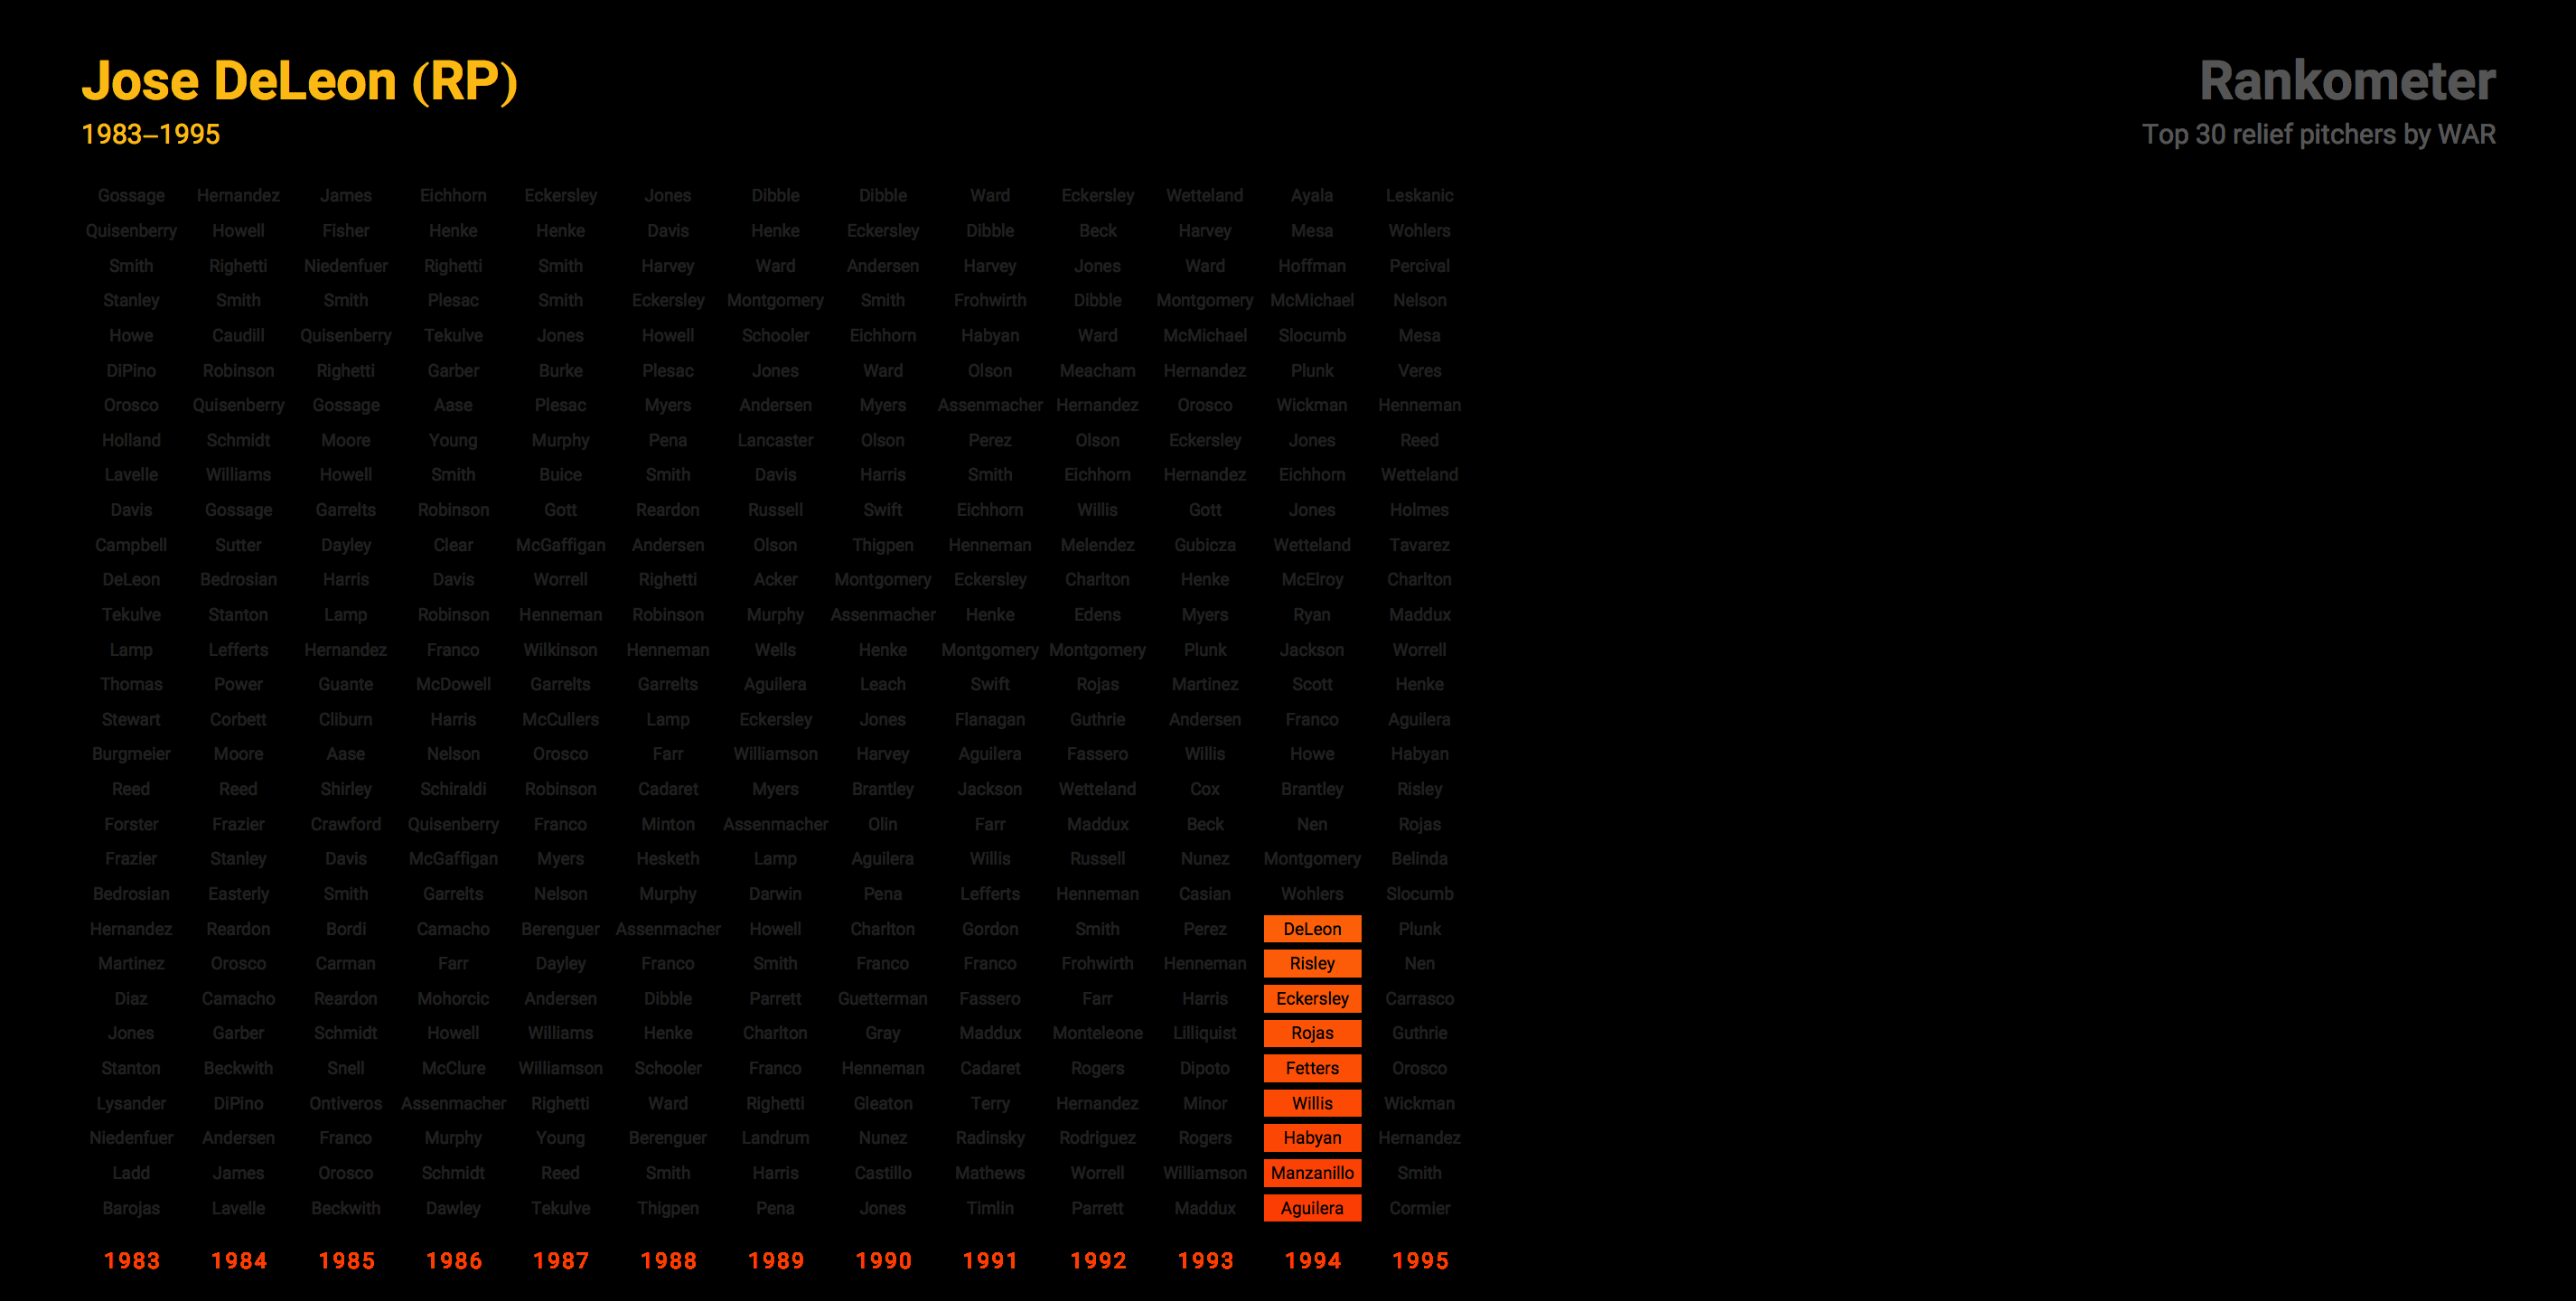 Jose DeLeon (RP)
1983–1995
Rankometer
Top 30 relief pitchers by WAR
Gossage Hernandez James Eichhorn Eckersley Jones Dibble Dibble Ward Eckersley Wetteland Ayala Leskanic
Quisenberry Howell Fisher Henke Henke Davis Henke Eckersley Dibble Beck Harvey Mesa Wohlers
Smith Righetti Niedenfuer Righetti Smith Harvey Ward Andersen Harvey Jones Ward Hoffman Percival
Stanley Smith Smith Plesac Smith Eckersley Montgomery Smith Frohwirth Dibble Montgomery McMichael Nelson
Howe Caudill Quisenberry Tekulve Jones Howell Schooler Eichhorn Habyan Ward McMichael Slocumb Mesa
DiPino Robinson Righetti Garber Burke Plesac Jones Ward Olson Meacham Hernandez Plunk Veres
Orosco Quisenberry Gossage Aase Plesac Myers Andersen Myers Assenmacher Hernandez Orosco Wickman Henneman
Holland Schmidt Moore Young Murphy Pena Lancaster Olson Perez Olson Eckersley Jones Reed
Lavelle Williams Howell Smith Buice Smith Davis Harris Smith Eichhorn Hernandez Eichhorn Wetteland
Davis Gossage Garrelts Robinson Gott Reardon Russell Swift Eichhorn Willis Gott Jones Holmes
Campbell Sutter Dayley Clear McGaffigan Andersen Olson Thigpen Henneman Melendez Gubicza Wetteland Tavarez
DeLeon Bedrosian Harris Davis Worrell Righetti Acker Montgomery Eckersley Charlton Henke McElroy Charlton
Tekulve Stanton Lamp Robinson Henneman Robinson Murphy Assenmacher Henke Edens Myers Ryan Maddux
Lamp Lefferts Hernandez Franco Wilkinson Henneman Wells Henke Montgomery Montgomery Plunk Jackson Worrell
Thomas Power Guante McDowell Garrelts Garrelts Aguilera Leach Swift Rojas Martinez Scott Henke
Stewart Corbett Cliburn Harris McCullers Lamp Eckersley Jones Flanagan Guthrie Andersen Franco Aguilera
Burgmeier Moore Aase Nelson Orosco Farr Williamson Harvey Aguilera Fassero Willis Howe Habyan
Reed Reed Shirley Schiraldi Robinson Cadaret Myers Brantley Jackson Wetteland Cox Brantley Risley
Forster Frazier Crawford Quisenberry Franco Minton Assenmacher Olin Farr Maddux Beck Nen Rojas
Frazier Stanley Davis McGaffigan Myers Hesketh Lamp Aguilera Willis Russell Nunez Montgomery Belinda
Bedrosian Easterly Smith Garrelts Nelson Murphy Darwin Pena Lefferts Henneman Casian Wohlers Slocumb
Hernandez Reardon Bordi Camacho Berenguer Assenmacher Howell Charlton Gordon Smith Perez DeLeon Plunk
Martinez Orosco Carman Farr Dayley Franco Smith Franco Franco Frohwirth Henneman Risley Nen
Diaz Camacho Reardon Mohorcic Andersen Dibble Parrett Guetterman Fassero Farr Harris Eckersley Carrasco
Jones Garber Schmidt Howell Williams Henke Charlton Gray Maddux Monteleone Lilliquist Rojas Guthrie
Stanton Beckwith Snell McClure Williamson Schooler Franco Henneman Cadaret Rogers Dipoto Fetters Orosco
Lysander DiPino Ontiveros Assenmacher Righetti Ward Righetti Gleaton Terry Hernandez Minor Willis Wickman
Niedenfuer Andersen Franco Murphy Young Berenguer Landrum Nunez Radinsky Rodriguez Rogers Habyan Hernandez
Ladd James Orosco Schmidt Reed Smith Harris Castillo Mathews Worrell Williamson Manzanillo Smith
Barojas Lavelle Beckwith Dawley Tekulve Thigpen Pena Jones Timlin Parrett Maddux Aguilera Cormier
1983 1984 1985 1986 1987 1988 1989 1990 1991 1992 1993 1994 1995